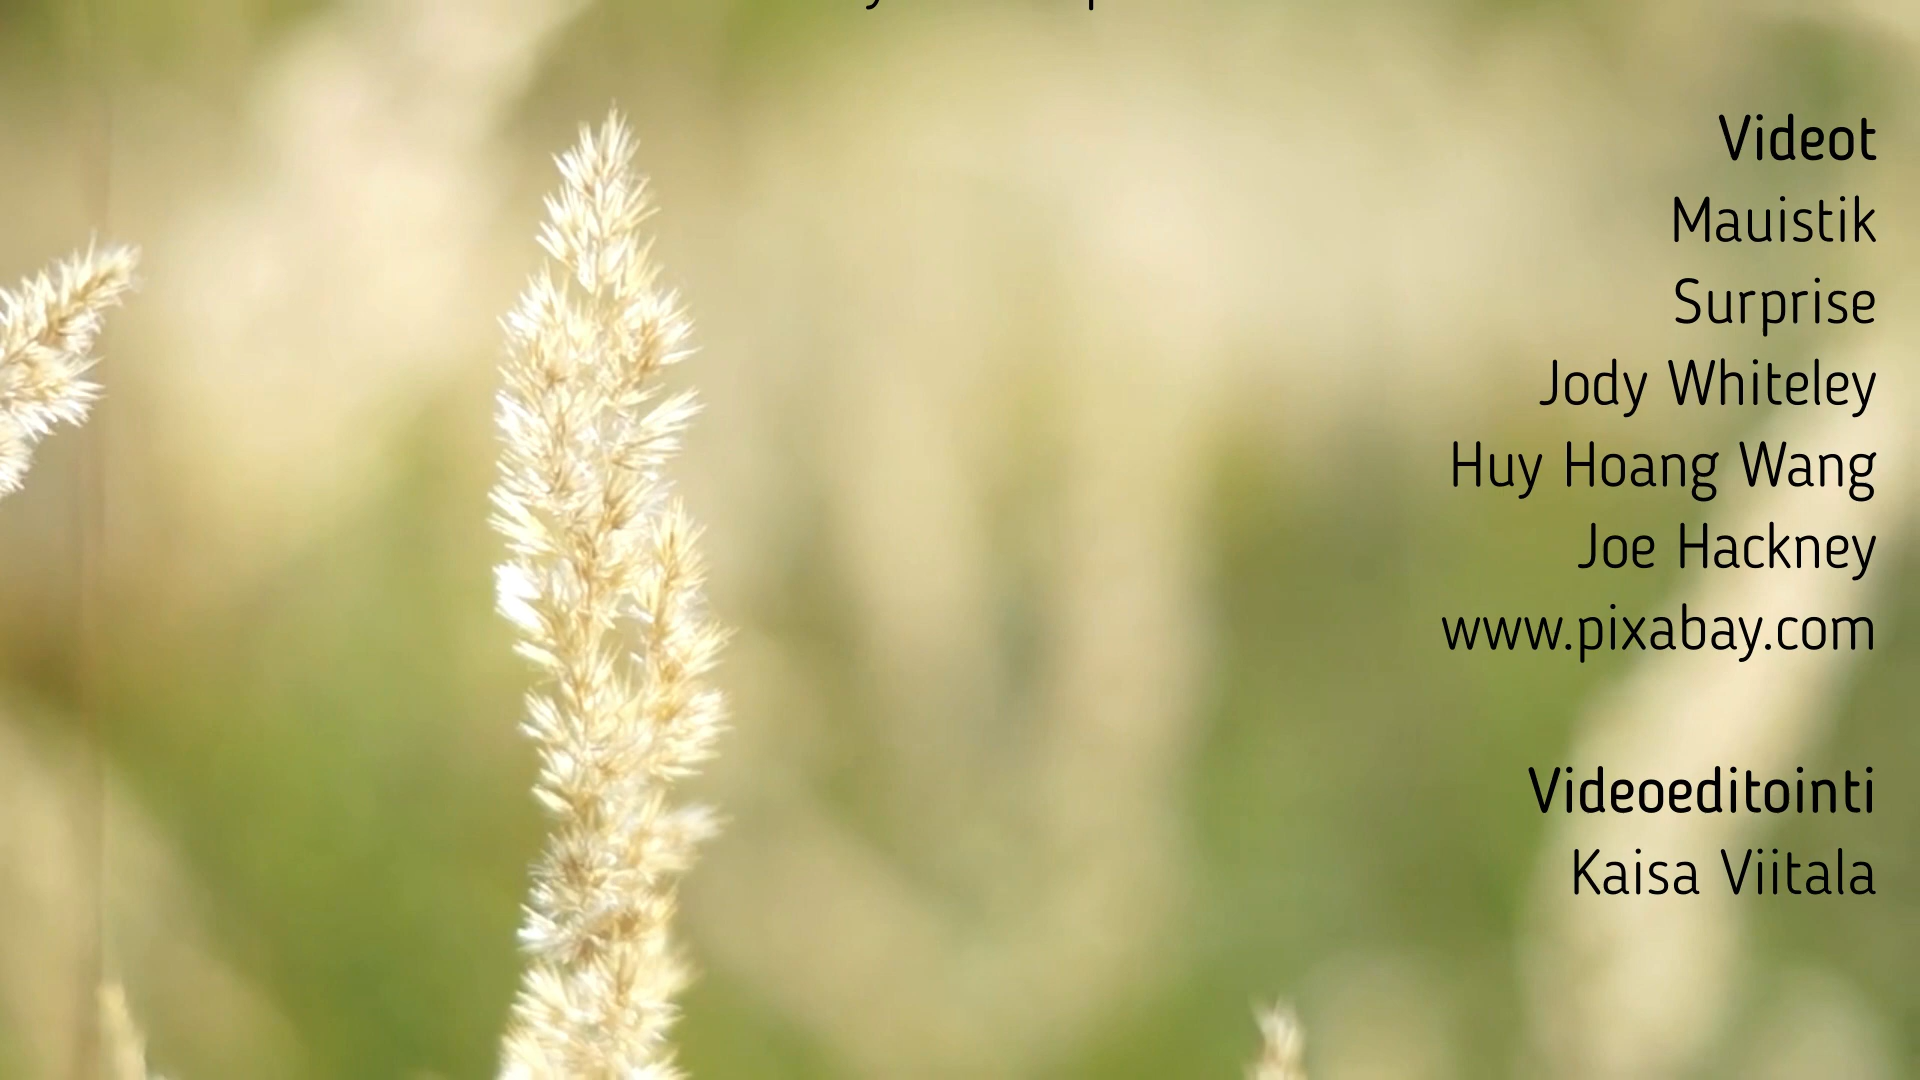 Videot
Mauistik
Surprise
Jody Whiteley
Huy Hoang Wang
Joe Hackney
www.pixabay.com
Videoeditointi
Kaisa Viitala